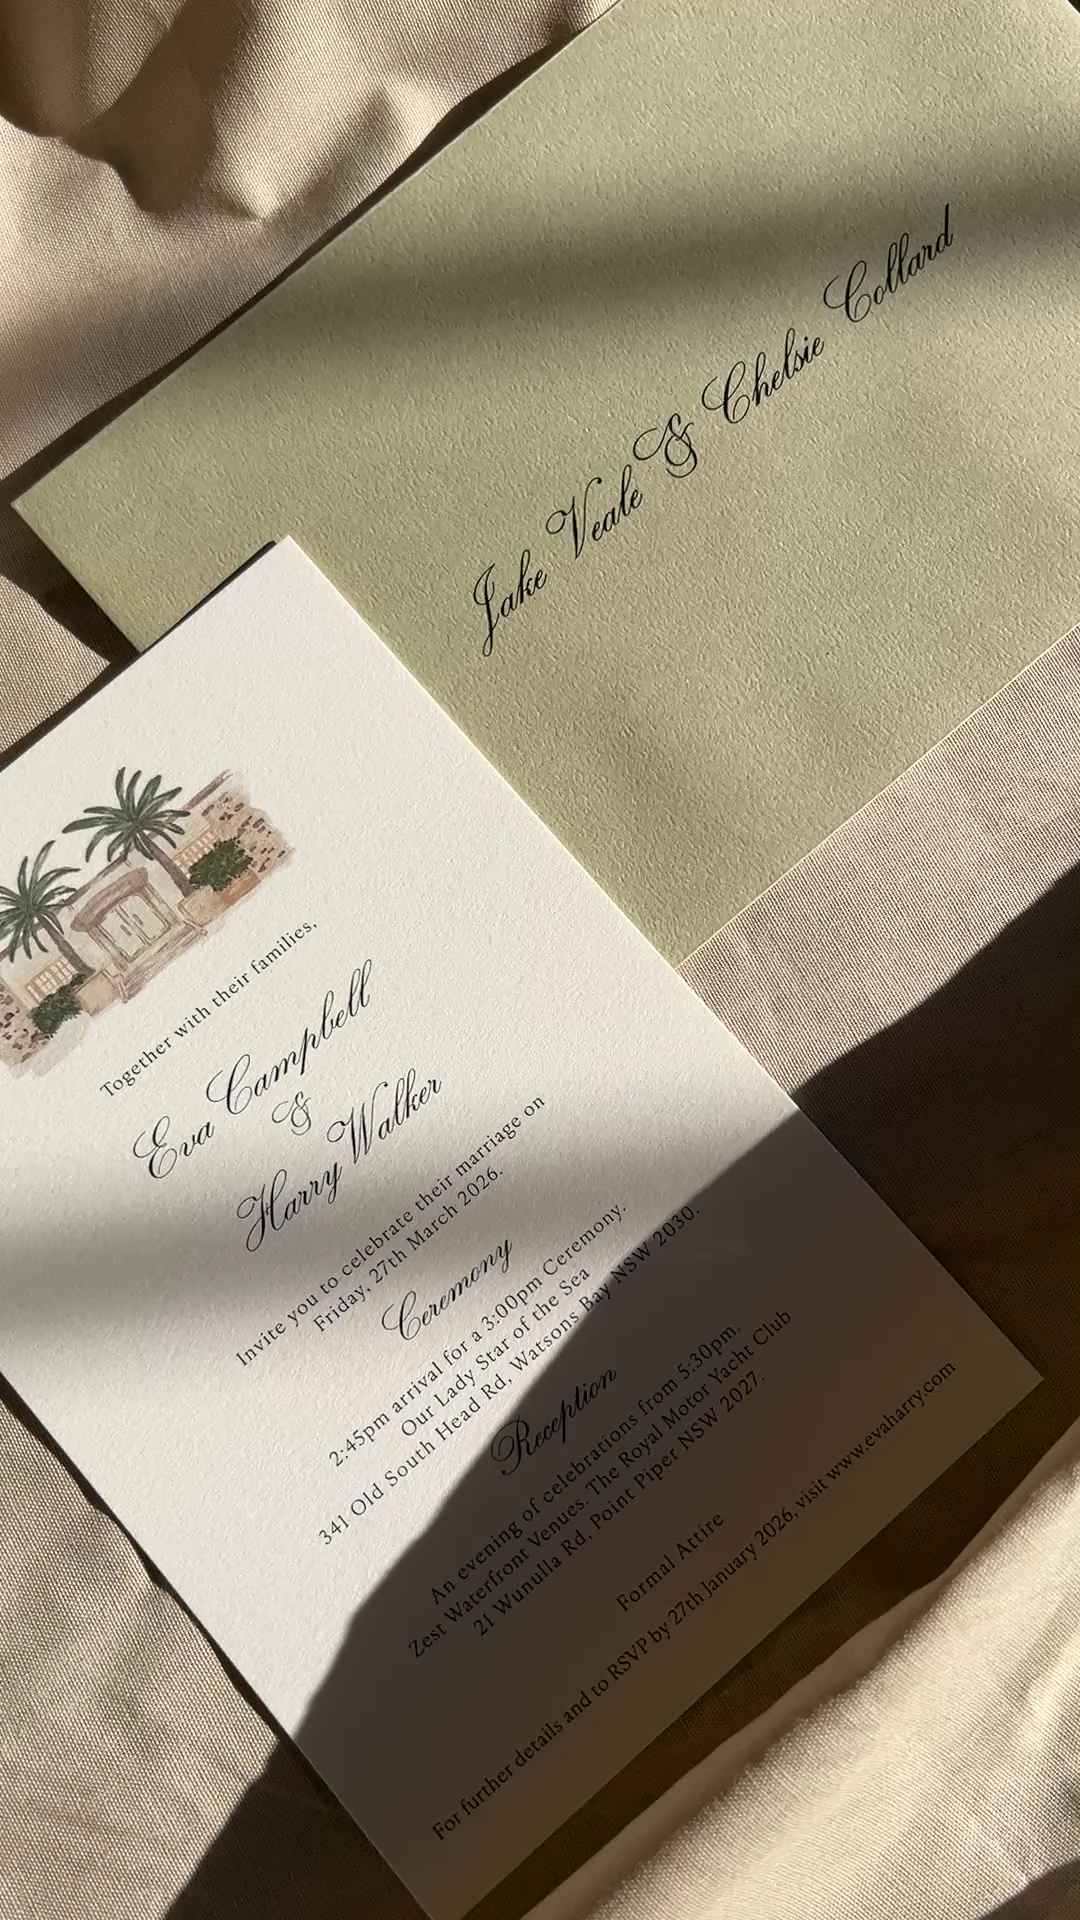 Jake Veale & Chelsie Collard
Together with their families,
Eva Campbell
&
Harry Walker
Invite you to celebrate their marriage on
Friday, 27th March 2026.
Ceremony
2:45pm arrival for a 3:00pm Ceremony.
Our Lady Star of the Sea
341 Old South Head Rd, Watsons Bay NSW 2030.
Reception
An evening of celebrations from 5:30pm.
Zest Waterfront Venues. The Royal Motor Yacht Club
21 Wunulla Rd, Point Piper NSW 2027.
Formal Attire
For further details and to RSVP by 27th January 2026, visit www.evaharry.com